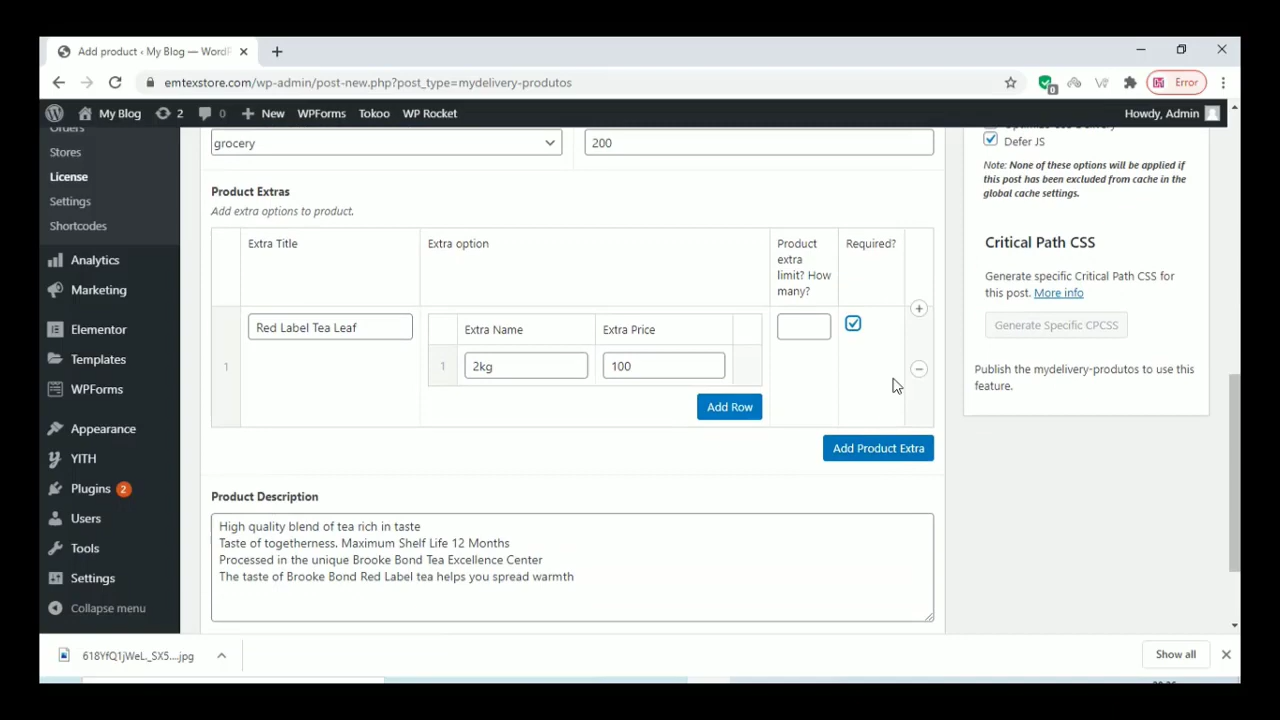 Add product ‹ My Blog — WordP
emtexstore.com/wp-admin/post-new.php?post_type=mydelivery-produtos
0
Error
My Blog
2
0
New
WPForms
Tokoo
WP Rocket
Howdy, Admin
Orders
Stores
License
Settings
Shortcodes
Analytics
Marketing
Elementor
Templates
WPForms
Appearance
YITH
Plugins 2
Users
Tools
Settings
Collapse menu
grocery
200
Product Extras
Add extra options to product.
Extra Title
Extra option
Product
extra
limit? How
many?
Required?
1
Red Label Tea Leaf
Extra Name
Extra Price
1
2kg
100
Add Row
Add Product Extra
Product Description
High quality blend of tea rich in taste
Taste of togetherness. Maximum Shelf Life 12 Months
Processed in the unique Brooke Bond Tea Excellence Center
The taste of Brooke Bond Red Label tea helps you spread warmth
Defer JS
Note: None of these options will be applied if
this post has been excluded from cache in the
global cache settings.
Critical Path CSS
Generate specific Critical Path CSS for
this post. More info
Generate Specific CPCSS
Publish the mydelivery-produtos to use this
feature.
618YfQ1jWeL._SX5....jpg
Show all